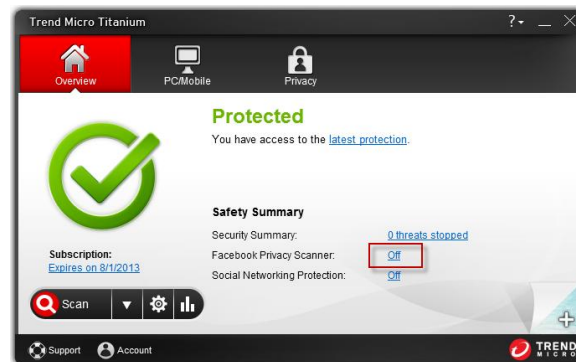 Trend Micro Titanium
?
Overview
PC/Mobile
Privacy
Protected
You have access to the latest protection.
Safety Summary
Security Summary: 0 threats stopped
Facebook Privacy Scanner: Off
Social Networking Protection: Off
Subscription:
Expires on 8/1/2013
Scan
Support Account
TREND
MICRO